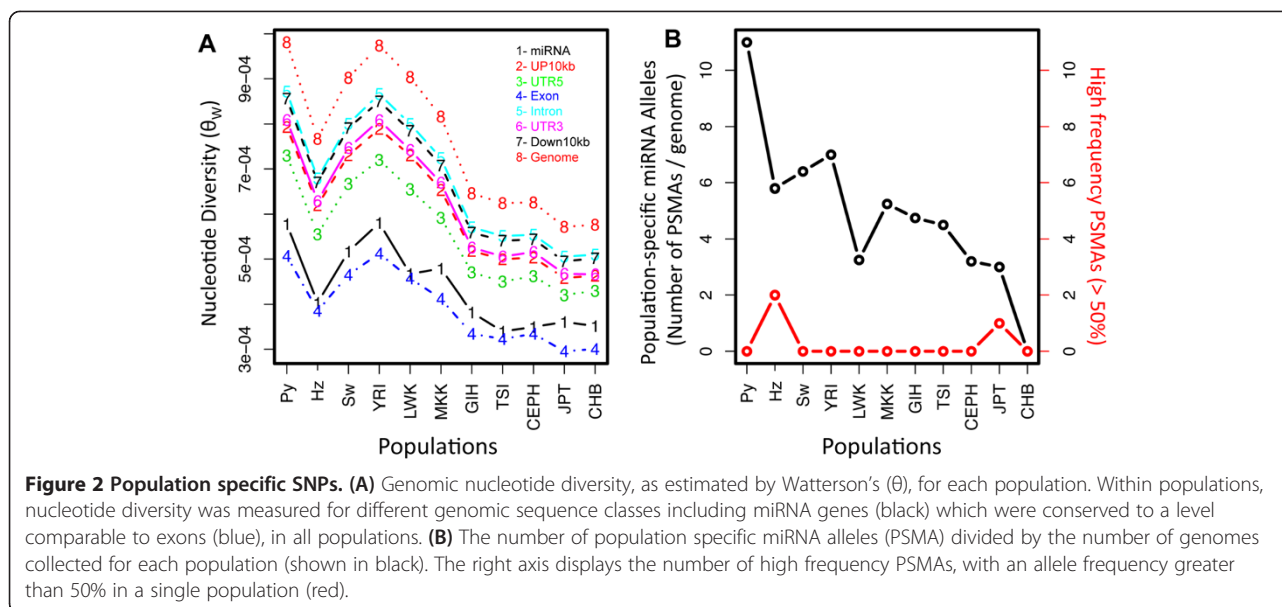 A
Nucleotide Diversity (θW)
9e-04
7e-04
5e-04
3e-04
1- miRNA
2- UP10kb
3- UTR5
4- Exon
5- Intron
6- UTR3
7- Down10kb
8- Genome
Py
Hz
Sw
YRI
LWK
MKK
GIH
TSI
CEPH
JPT
CHB
Populations
B
Population-specific miRNA Alleles
(Number of PSMAs / genome)
10
8
6
4
2
0
High frequency PSMAs (> 50%)
10
8
6
4
2
0
Py
Hz
Sw
YRI
LWK
MKK
GIH
TSI
CEPH
JPT
CHB
Populations
Figure 2 Population specific SNPs. (A) Genomic nucleotide diversity, as estimated by Watterson's (θ), for each population. Within populations,
nucleotide diversity was measured for different genomic sequence classes including miRNA genes (black) which were conserved to a level
comparable to exons (blue), in all populations. (B) The number of population specific miRNA alleles (PSMA) divided by the number of genomes
collected for each population (shown in black). The right axis displays the number of high frequency PSMAs, with an allele frequency greater
than 50% in a single population (red).